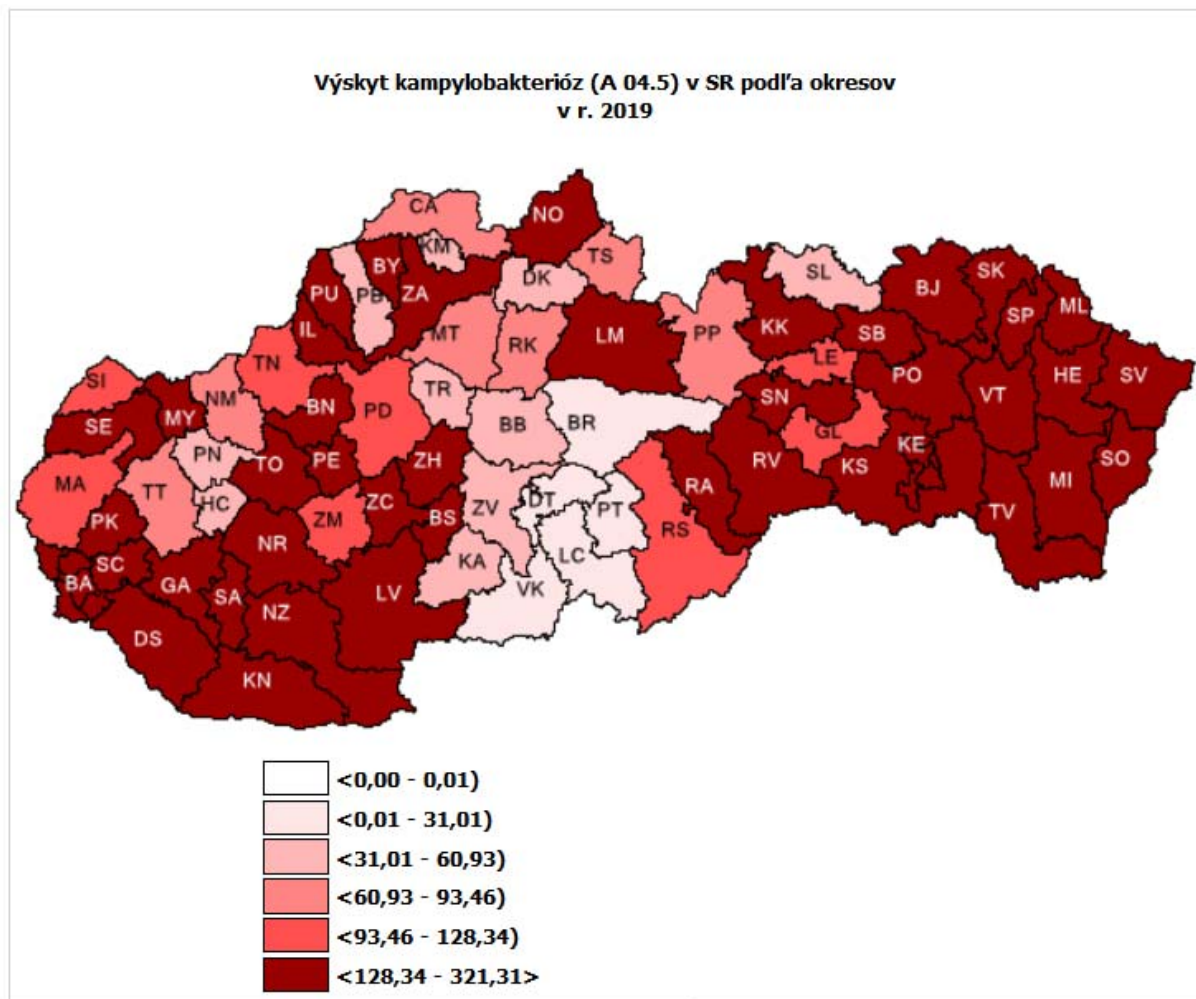 Výskyt kampylobakterióz (A 04.5) v SR podľa okresov
v r. 2019
NO
CA
KM
TS
BY
DK
SL
SK
BJ
PU
PB
ZA
ML
SP
IL
MT
RK
LM
PP
KK
SB
TN
LE
PO
HE
SV
SI
NM
BN
PD
TR
SN
VT
SE
MY
BB
BR
GL
KE
PN
TO
PE
ZH
RV
KS
SO
MA
TT
HC
ZC
BS
ZV
DT
PT
RA
MI
PK
ZM
RS
TV
NR
SC
BA
GA
SA
KA
LC
LV
VK
NZ
DS
KN
<0,00 - 0,01)
<0,01 - 31,01)
<31,01 - 60,93)
<60,93 - 93,46)
<93,46 - 128,34)
<128,34 - 321,31>